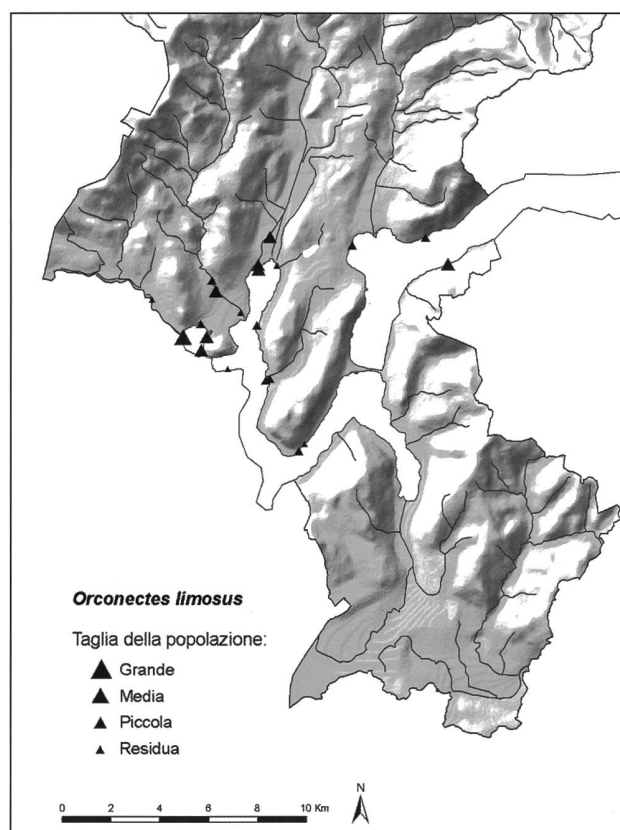 Orconectes limosus
Taglia della popolazione:
Grande
Media
Piccola
Residua
0 2 4 6 8 10 Km
N